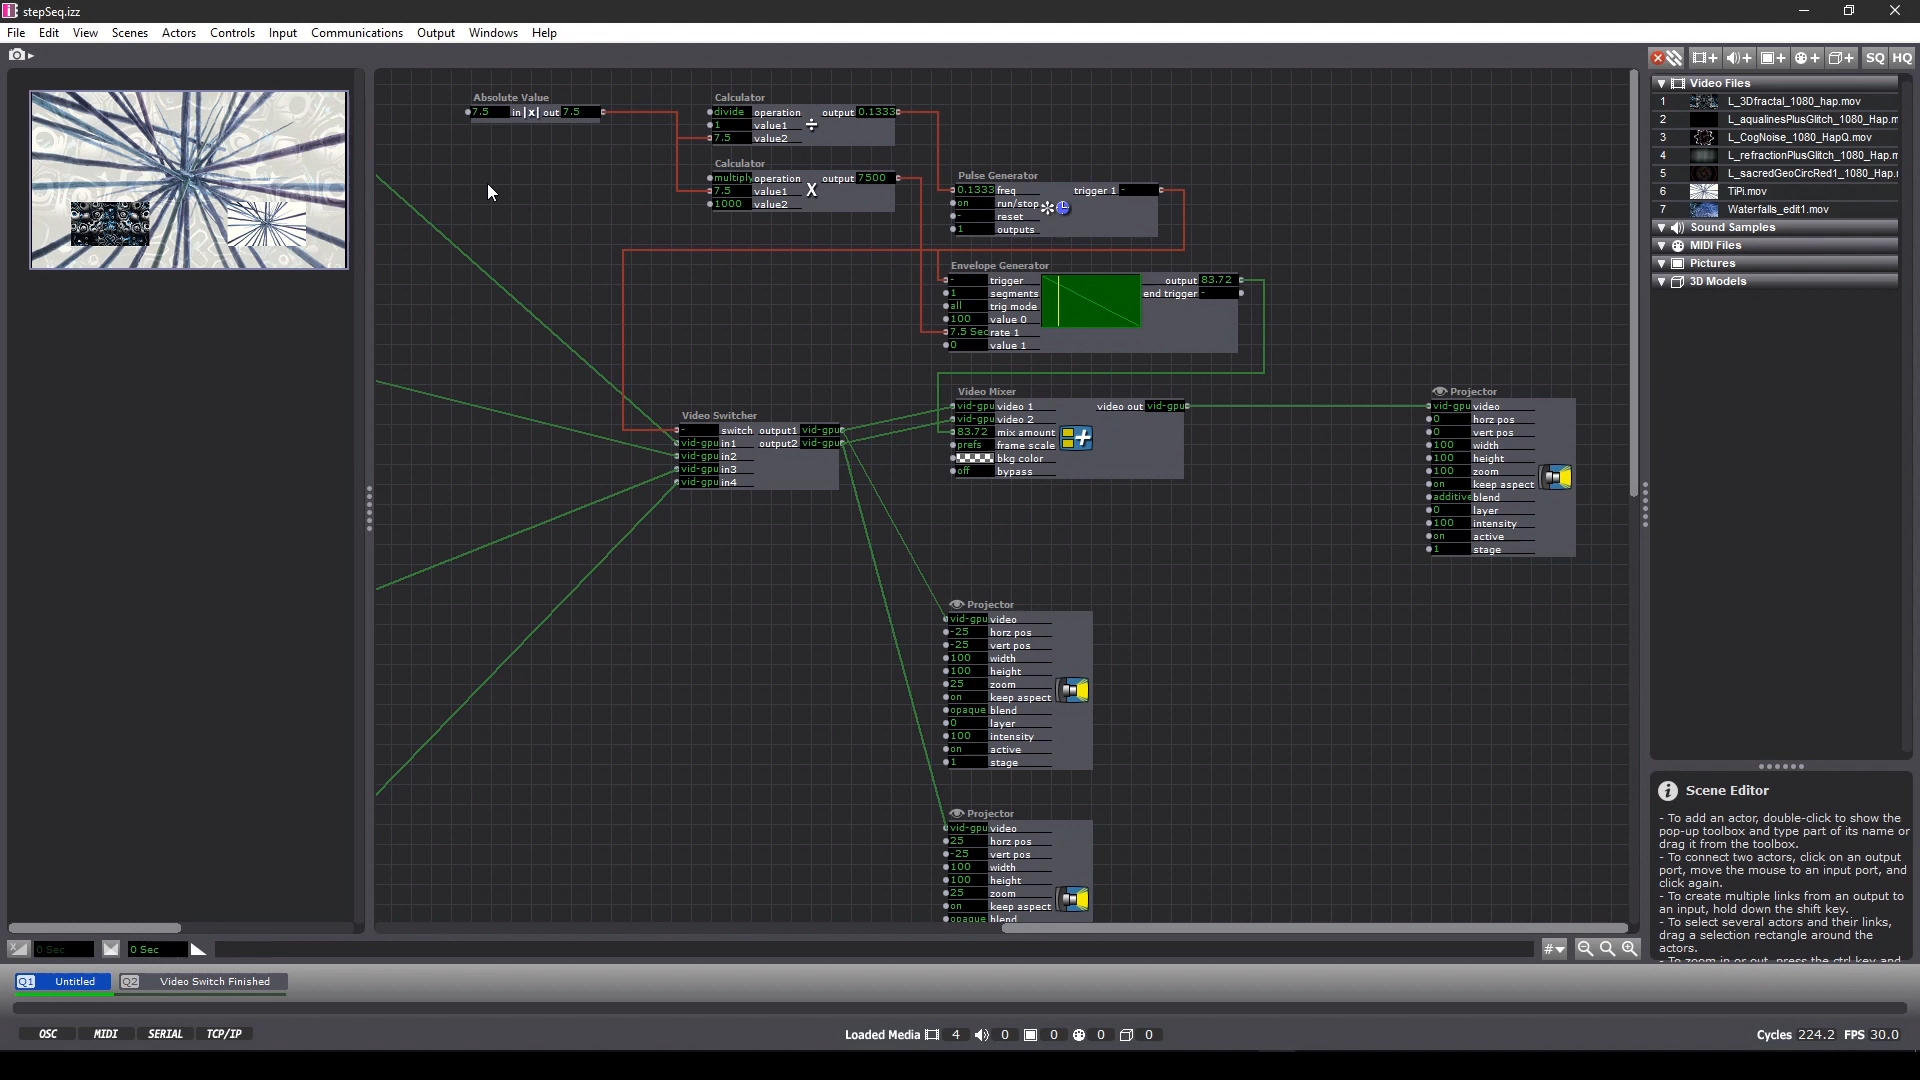 stepSeq.izz
File Edit View Scenes Actors Controls Input Communications Output Windows Help
SQ HQ
Absolute Value
7.5 in |x| out 7.5
Calculator
divide operation output 0.1333
1 value1 ÷
7.5 value2
Calculator
multiply operation output 7500
7.5 value1 X
1000 value2
Pulse Generator
0.1333 freq trigger 1 -
on run/stop
- reset
1 outputs
Envelope Generator
- trigger output 83.72
1 segments end trigger -
all trig mode
100 value 0
7.5 Sec rate 1
0 value 1
Video Switcher
- switch output1 vid-gpu
vid-gpu in1 output2 vid-gpu
vid-gpu in2
vid-gpu in3
vid-gpu in4
Video Mixer
vid-gpu video 1 video out vid-gpu
vid-gpu video 2
83.72 mix amount
prefs frame scale
bkg color
off bypass
Projector
vid-gpu video
0 horz pos
0 vert pos
100 width
100 height
100 zoom
on keep aspect
additive blend
0 layer
100 intensity
on active
1 stage
Projector
vid-gpu video
-25 horz pos
-25 vert pos
100 width
100 height
25 zoom
on keep aspect
opaque blend
0 layer
100 intensity
on active
1 stage
Projector
vid-gpu video
25 horz pos
-25 vert pos
100 width
100 height
25 zoom
on keep aspect
opaque blend
Video Files
1 L_3Dfractal_1080_hap.mov
2 L_aqualinesPlusGlitch_1080_Hap.m
3 L_CogNoise_1080_HapQ.mov
4 L_refractionPlusGlitch_1080_Hap.m
5 L_sacredGeoCircRed1_1080_Hap.
6 TiPi.mov
7 Waterfalls_edit1.mov
Sound Samples
MIDI Files
Pictures
3D Models
Scene Editor
- To add an actor, double-click to show the
pop-up toolbox and type part of its name or
drag it from the toolbox.
- To connect two actors, click on an output
port, move the mouse to an input port, and
click again.
- To create multiple links from an output to
an input, hold down the shift key.
- To select several actors and their links,
drag a selection rectangle around the
actors.
- To zoom in or out, press the ctrl key and
0 Sec 0 Sec #
Q1 Untitled Q2 Video Switch Finished
OSC MIDI SERIAL TCP/IP Loaded Media 4 0 0 0 0 Cycles 224.2 FPS 30.0